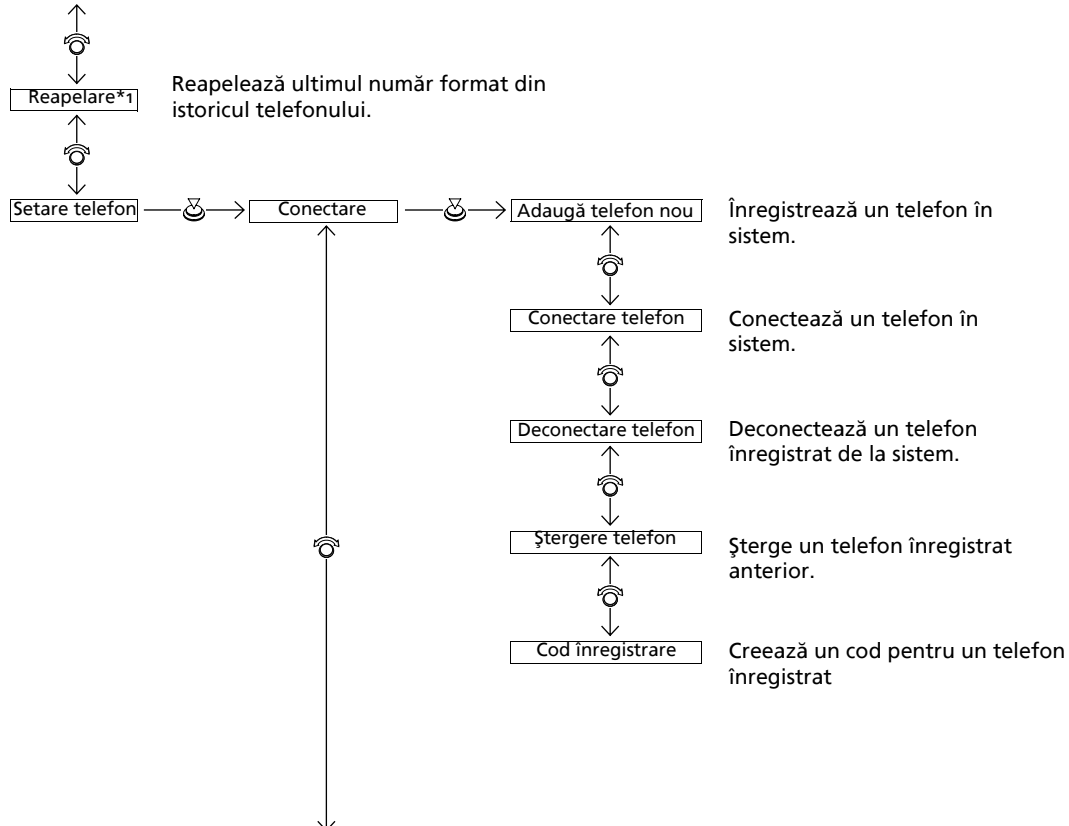 Reapelare*1
Reapelează ultimul număr format din
istoricul telefonului.
Setare telefon
Conectare
Adaugă telefon nou
Înregistrează un telefon în
sistem.
Conectare telefon
Conectează un telefon în
sistem.
Deconectare telefon
Deconectează un telefon
înregistrat de la sistem.
Ştergere telefon
Şterge un telefon înregistrat
anterior.
Cod înregistrare
Creează un cod pentru un telefon
înregistrat